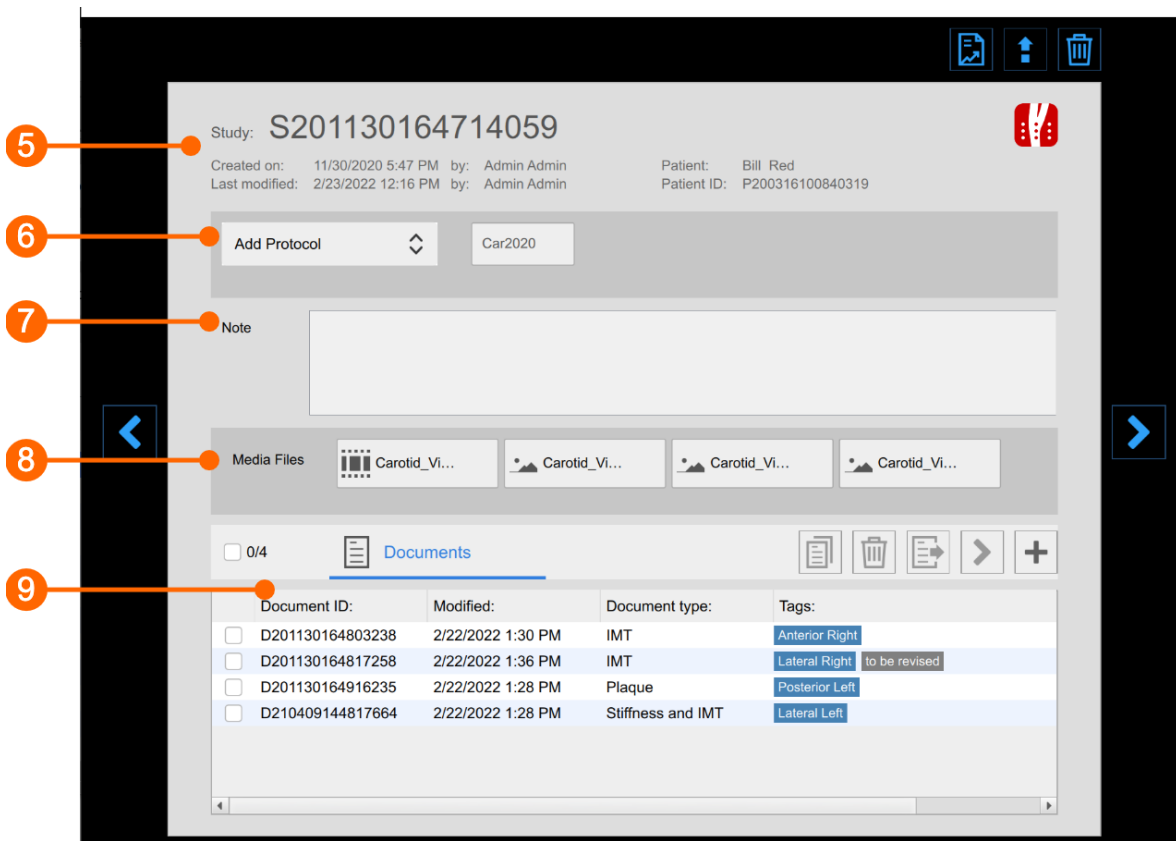 5
Study: S201130164714059
Created on: 11/30/2020 5:47 PM by: Admin Admin Patient: Bill Red
Last modified: 2/23/2022 12:16 PM by: Admin Admin Patient ID: P200316100840319
6
Add Protocol Car2020
7
Note
8
Media Files Carotid_Vi... Carotid_Vi... Carotid_Vi... Carotid_Vi...
0/4 Documents
9
Document ID: Modified: Document type: Tags:
D201130164803238 2/22/2022 1:30 PM IMT Anterior Right
D201130164817258 2/22/2022 1:36 PM IMT Lateral Right to be revised
D201130164916235 2/22/2022 1:28 PM Plaque Posterior Left
D210409144817664 2/22/2022 1:28 PM Stiffness and IMT Lateral Left